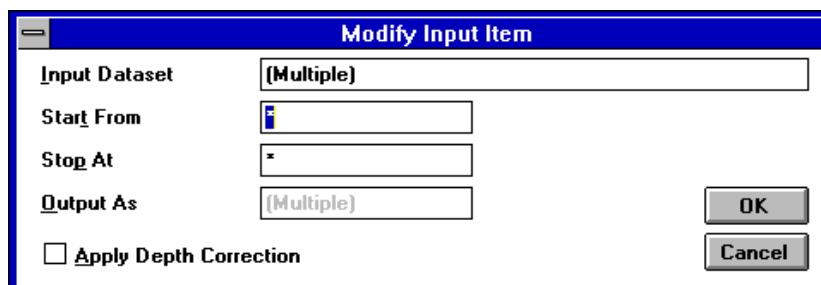 Modify Input Item
Input Dataset (Multiple)
Start From *
Stop At *
Output As (Multiple)
OK
Apply Depth Correction
Cancel